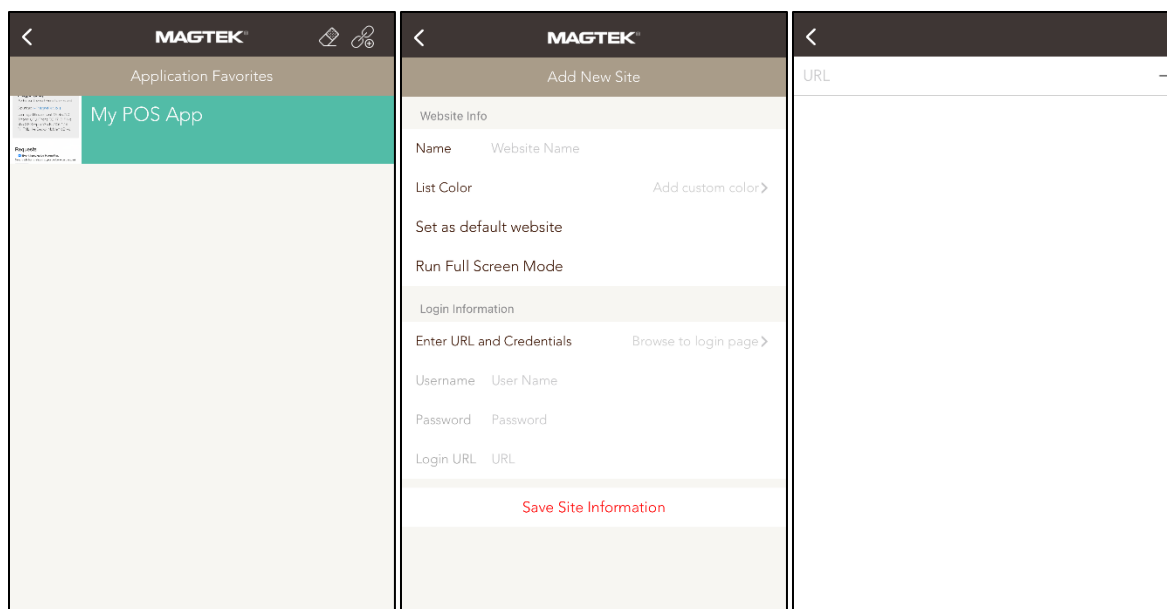 MAGTEK®
Application Favorites
My POS App
Requests
MAGTEK®
Add New Site
Website Info
Name Website Name
List Color Add custom color
Set as default website
Run Full Screen Mode
Login Information
Enter URL and Credentials Browse to login page
Username User Name
Password Password
Login URL URL
Save Site Information
URL